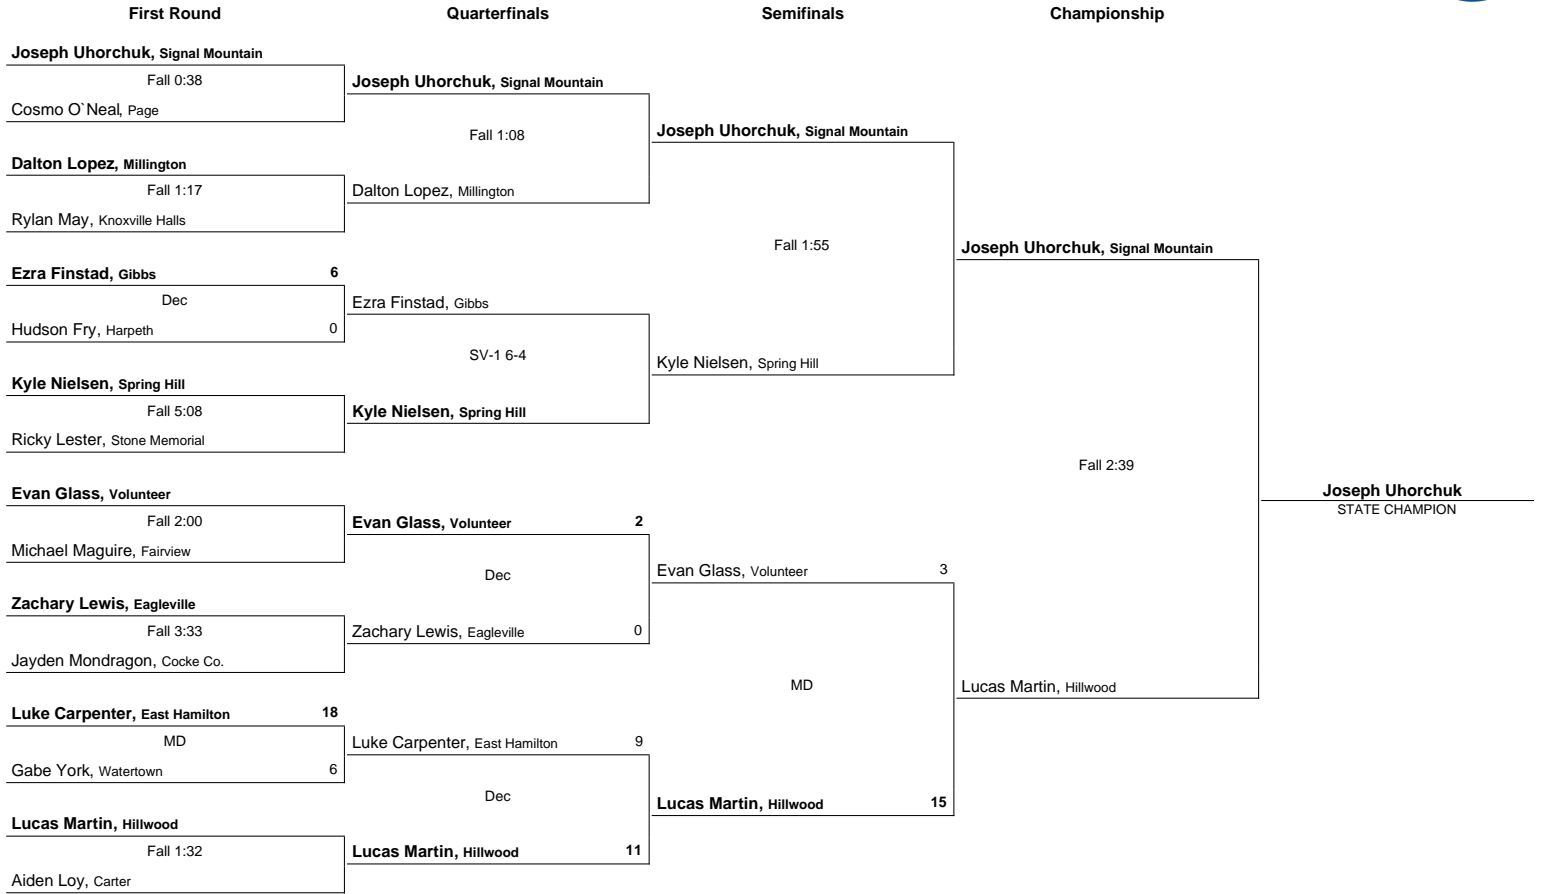 First Round
Quarterfinals
Semifinals
Championship
Joseph Uhorchuk, Signal Mountain
Fall 0:38
Cosmo O`Neal, Page
Dalton Lopez, Millington
Fall 1:17
Rylan May, Knoxville Halls
Ezra Finstad, Gibbs 6
Dec
Hudson Fry, Harpeth 0
Kyle Nielsen, Spring Hill
Fall 5:08
Ricky Lester, Stone Memorial
Evan Glass, Volunteer
Fall 2:00
Michael Maguire, Fairview
Zachary Lewis, Eagleville
Fall 3:33
Jayden Mondragon, Cocke Co.
Luke Carpenter, East Hamilton 18
MD
Gabe York, Watertown 6
Lucas Martin, Hillwood
Fall 1:32
Aiden Loy, Carter
Joseph Uhorchuk, Signal Mountain
Fall 1:08
Dalton Lopez, Millington
Ezra Finstad, Gibbs
SV-1 6-4
Kyle Nielsen, Spring Hill
Evan Glass, Volunteer 2
Dec
Zachary Lewis, Eagleville 0
Luke Carpenter, East Hamilton 9
Dec
Lucas Martin, Hillwood 11
Joseph Uhorchuk, Signal Mountain
Fall 1:55
Kyle Nielsen, Spring Hill
Evan Glass, Volunteer 3
MD
Lucas Martin, Hillwood 15
Joseph Uhorchuk, Signal Mountain
Fall 2:39
Lucas Martin, Hillwood
Joseph Uhorchuk
STATE CHAMPION